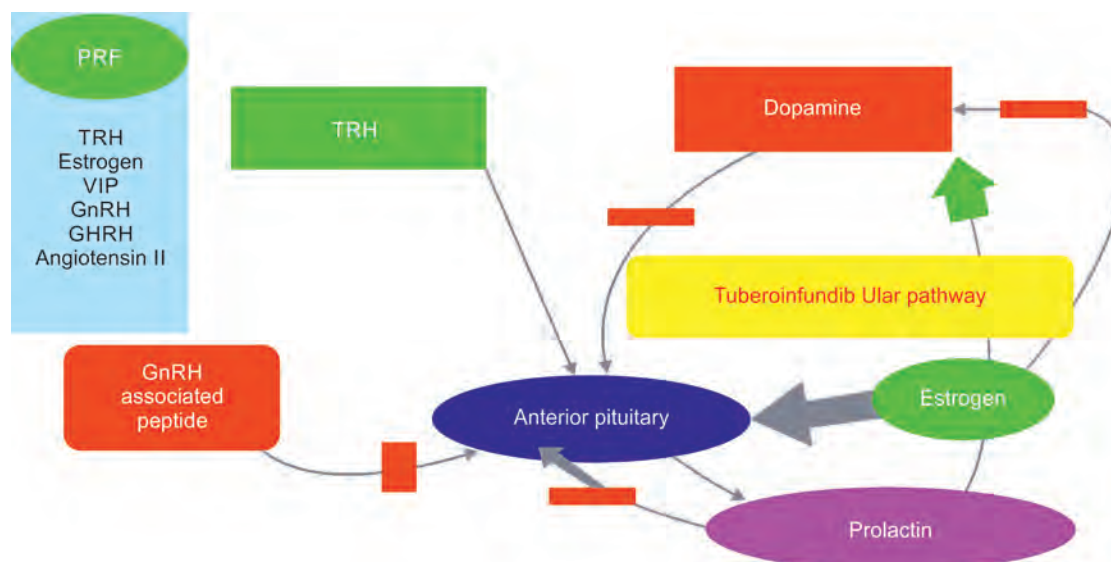 PRF
TRH
Estrogen
VIP
GnRH
GHRH
Angiotensin II
TRH
Dopamine
Tuberoinfundib Ular pathway
GnRH
associated
peptide
Anterior pituitary
Estrogen
Prolactin